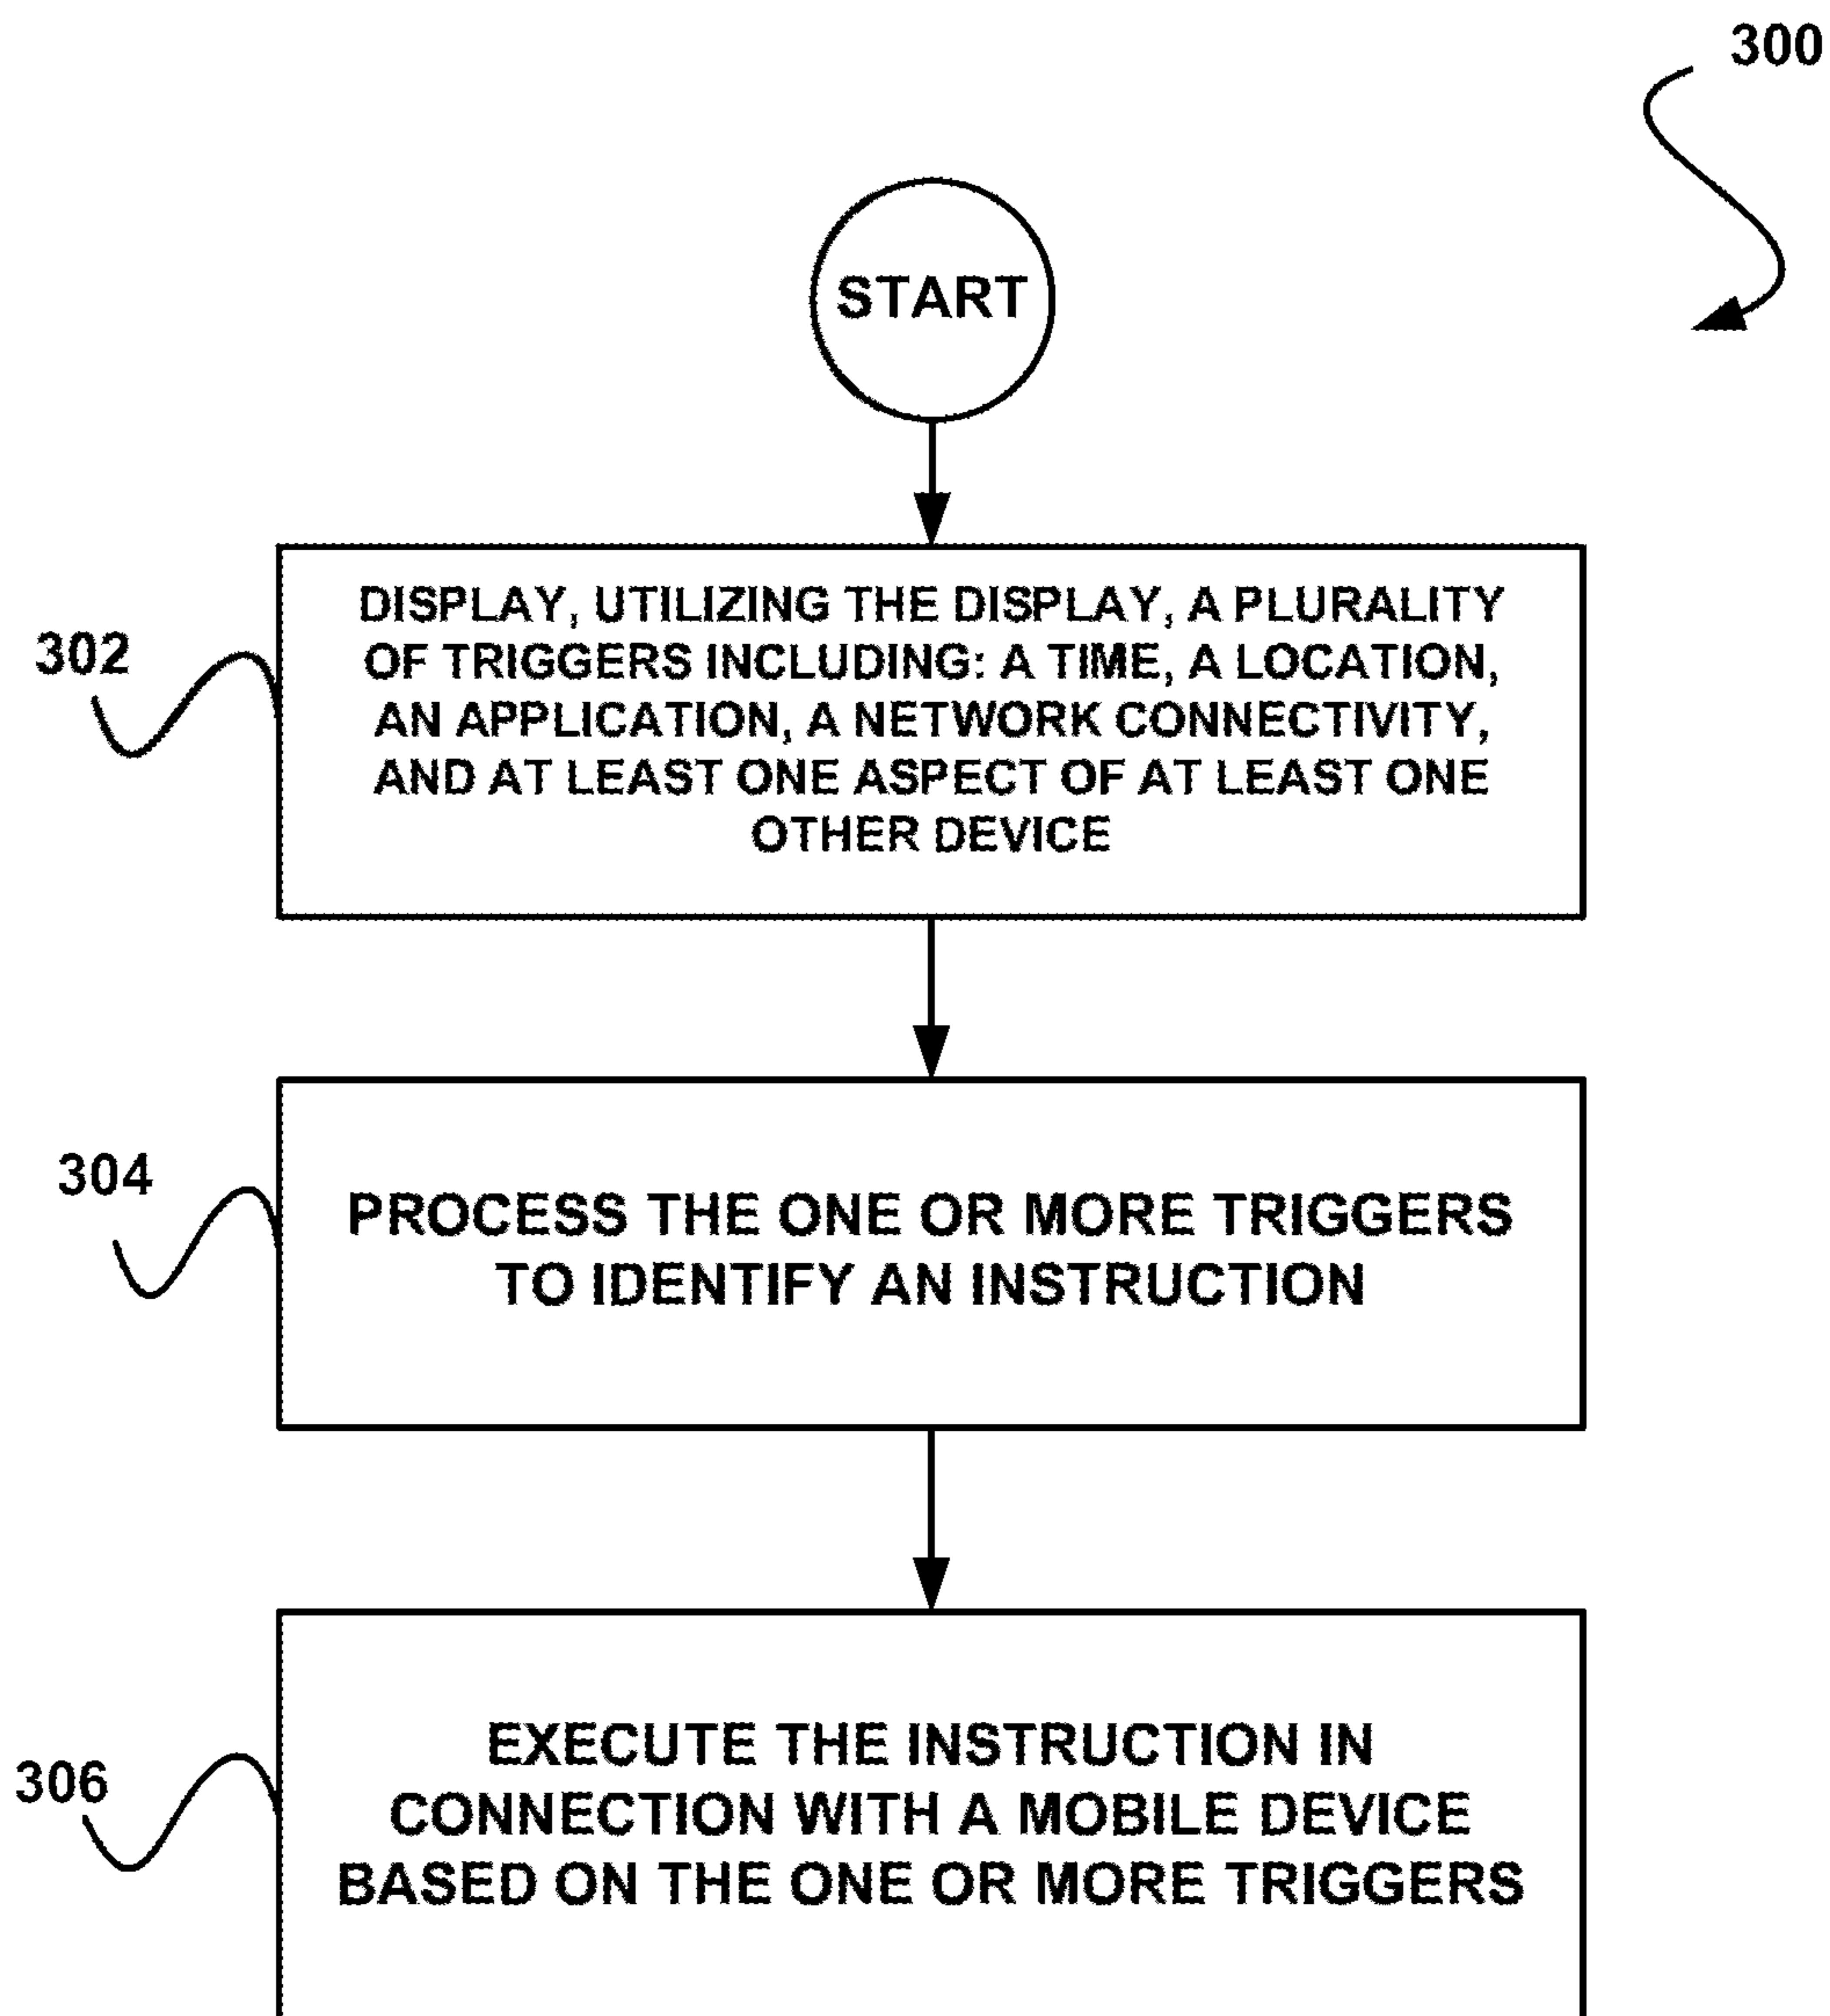 300
START
302
DISPLAY, UTILIZING THE DISPLAY, A PLURALITY
OF TRIGGERS INCLUDING: A TIME, A LOCATION,
AN APPLICATION, A NETWORK CONNECTIVITY,
AND AT LEAST ONE ASPECT OF AT LEAST ONE
OTHER DEVICE
304
PROCESS THE ONE OR MORE TRIGGERS
TO IDENTIFY AN INSTRUCTION
306
EXECUTE THE INSTRUCTION IN
CONNECTION WITH A MOBILE DEVICE
BASED ON THE ONE OR MORE TRIGGERS